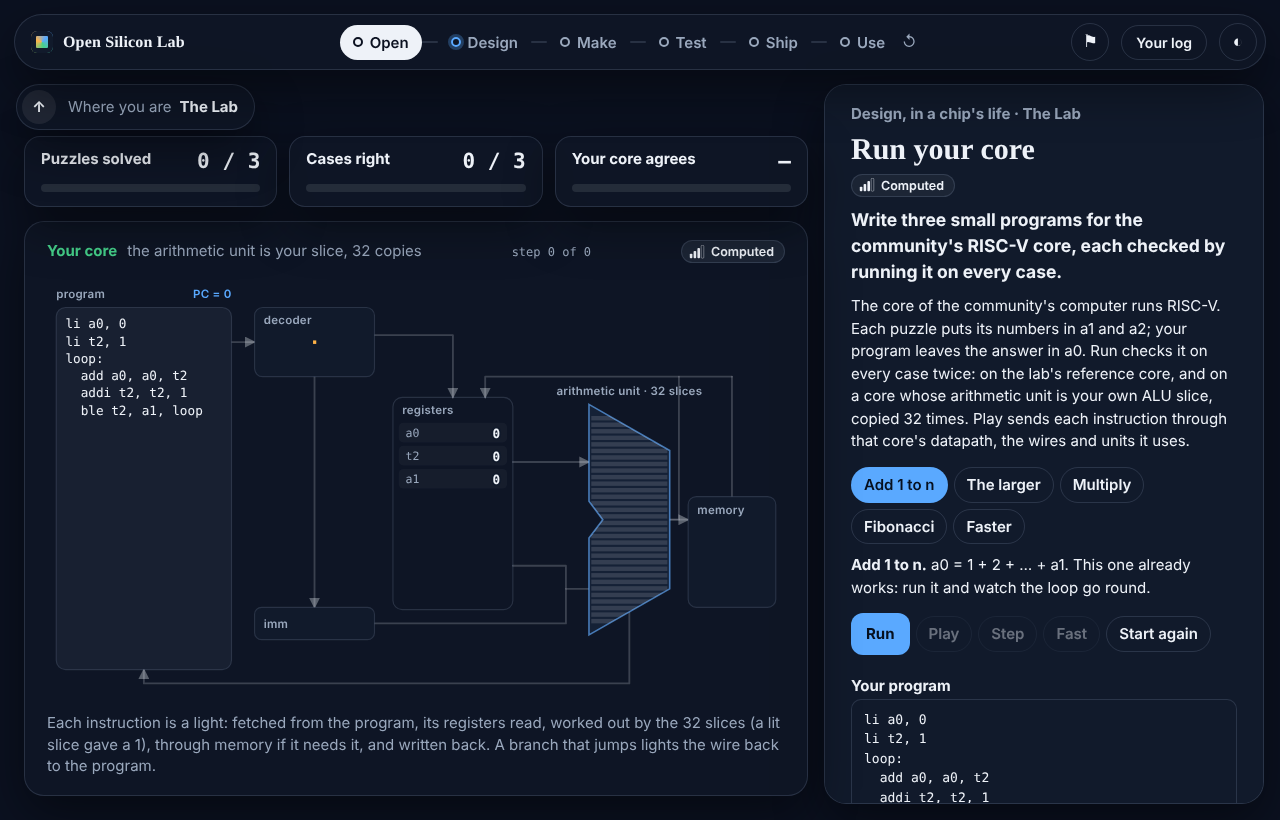 Open Silicon Lab
Open
Design
Make
Test
Ship
Use
Your log
Where you are The Lab
Puzzles solved 0 / 3
Cases right 0 / 3
Your core agrees –
Your core the arithmetic unit is your slice, 32 copies
step 0 of 0
Computed
program PC = 0
li a0, 0
li t2, 1
loop:
add a0, a0, t2
addi t2, t2, 1
ble t2, a1, loop
decoder
registers
a0 0
t2 0
a1 0
arithmetic unit · 32 slices
memory
imm
Each instruction is a light: fetched from the program, its registers read, worked out by the 32 slices (a lit
slice gave a 1), through memory if it needs it, and written back. A branch that jumps lights the wire back
to the program.
Design, in a chip's life · The Lab
Run your core
Computed
Write three small programs for the
community's RISC-V core, each checked by
running it on every case.
The core of the community's computer runs RISC-V.
Each puzzle puts its numbers in a1 and a2; your
program leaves the answer in a0. Run checks it on
every case twice: on the lab's reference core, and on
a core whose arithmetic unit is your own ALU slice,
copied 32 times. Play sends each instruction through
that core's datapath, the wires and units it uses.
Add 1 to n
The larger
Multiply
Fibonacci
Faster
Add 1 to n. a0 = 1 + 2 + ... + a1. This one already
works: run it and watch the loop go round.
Run
Play
Step
Fast
Start again
Your program
li a0, 0
li t2, 1
loop:
add a0, a0, t2
addi t2, t2, 1